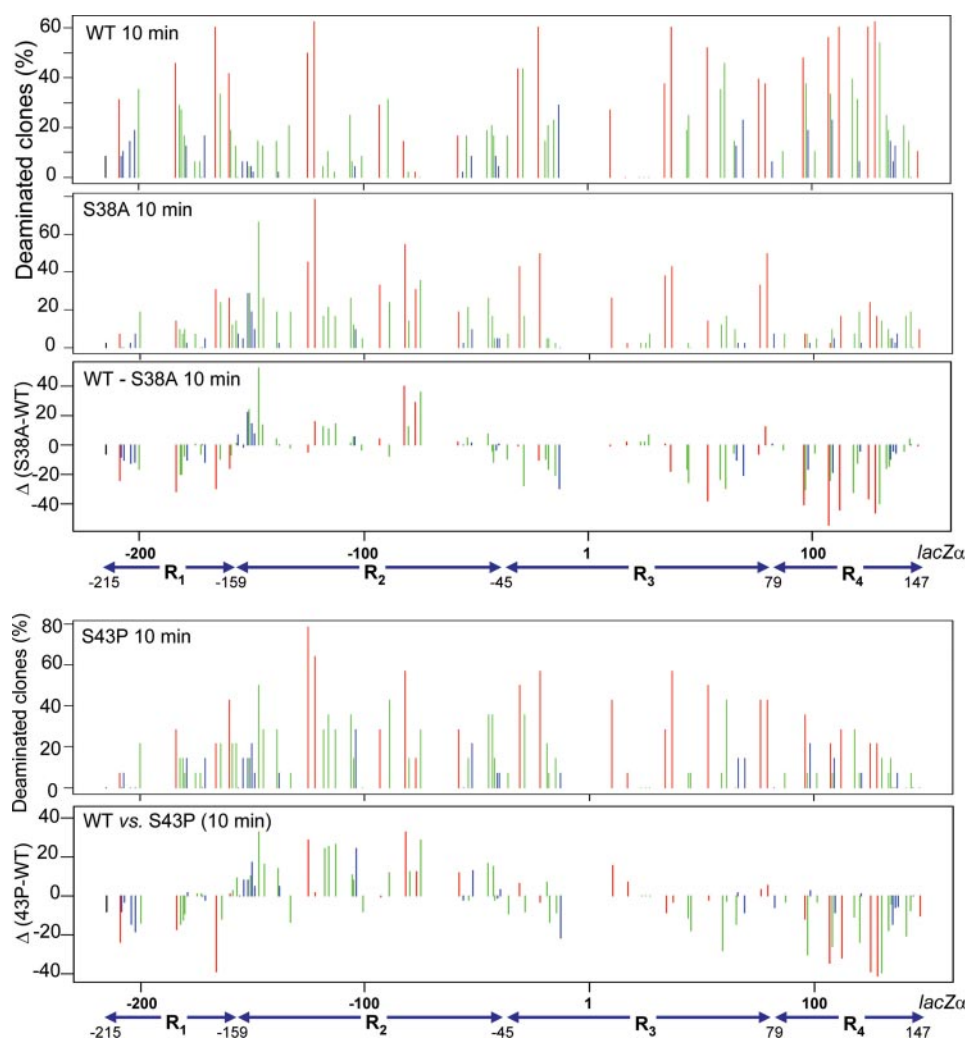 Deaminated clones (%)
WT 10 min
60
40
20
0
S38A 10 min
60
40
20
0
Δ (S38A-WT)
WT - S38A 10 min
40
20
0
-20
-40
-200
-100
1
100
lacZα
-215
R1
-159
R2
-45
R3
79
R4
147
Deaminated clones (%)
S43P 10 min
80
60
40
20
0
Δ (43P-WT)
WT vs. S43P (10 min)
40
20
0
-20
-40
-200
-100
1
100
lacZα
-215
R1
-159
R2
-45
R3
79
R4
147